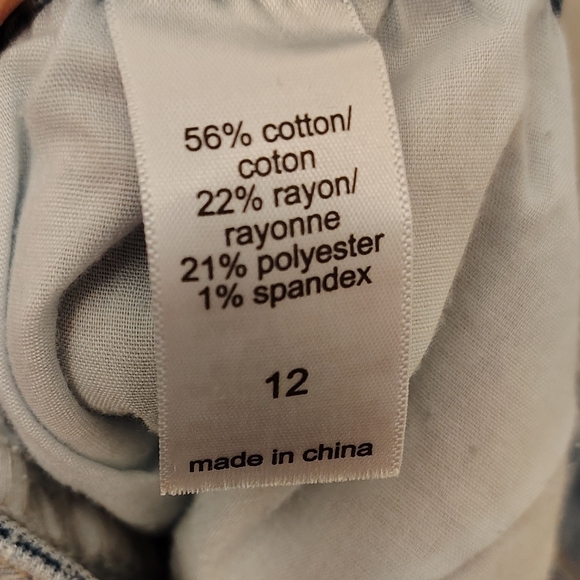 56% cotton/
coton
22% rayon/
rayonne
21% polyester
1% spandex
12
made in china